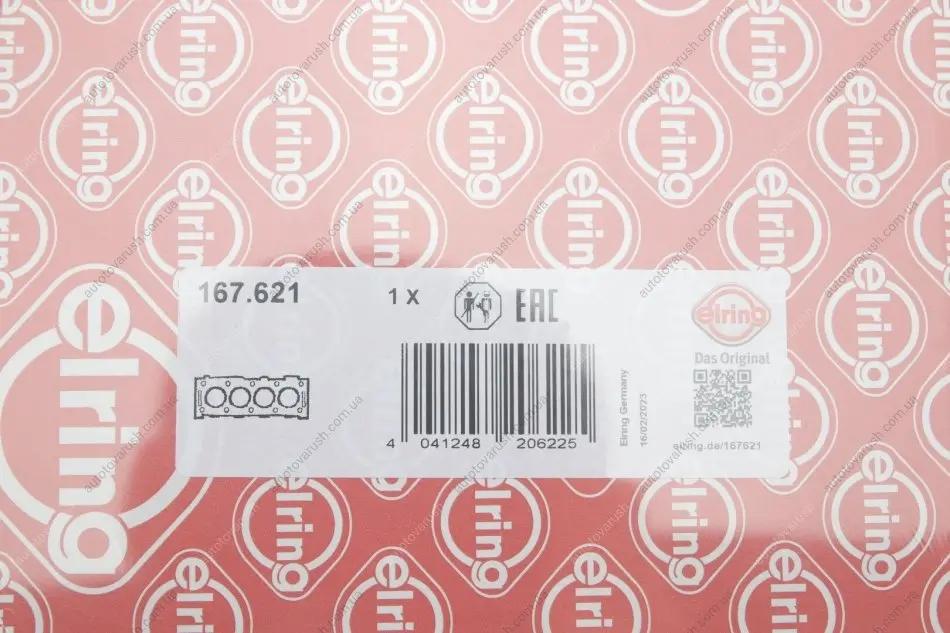 167.621
1 X
EAC
elring
Das Original
4 041248 206225
Elring Germany
16/02/2023
elring.de/167621
elring
autotovarush.com.ua